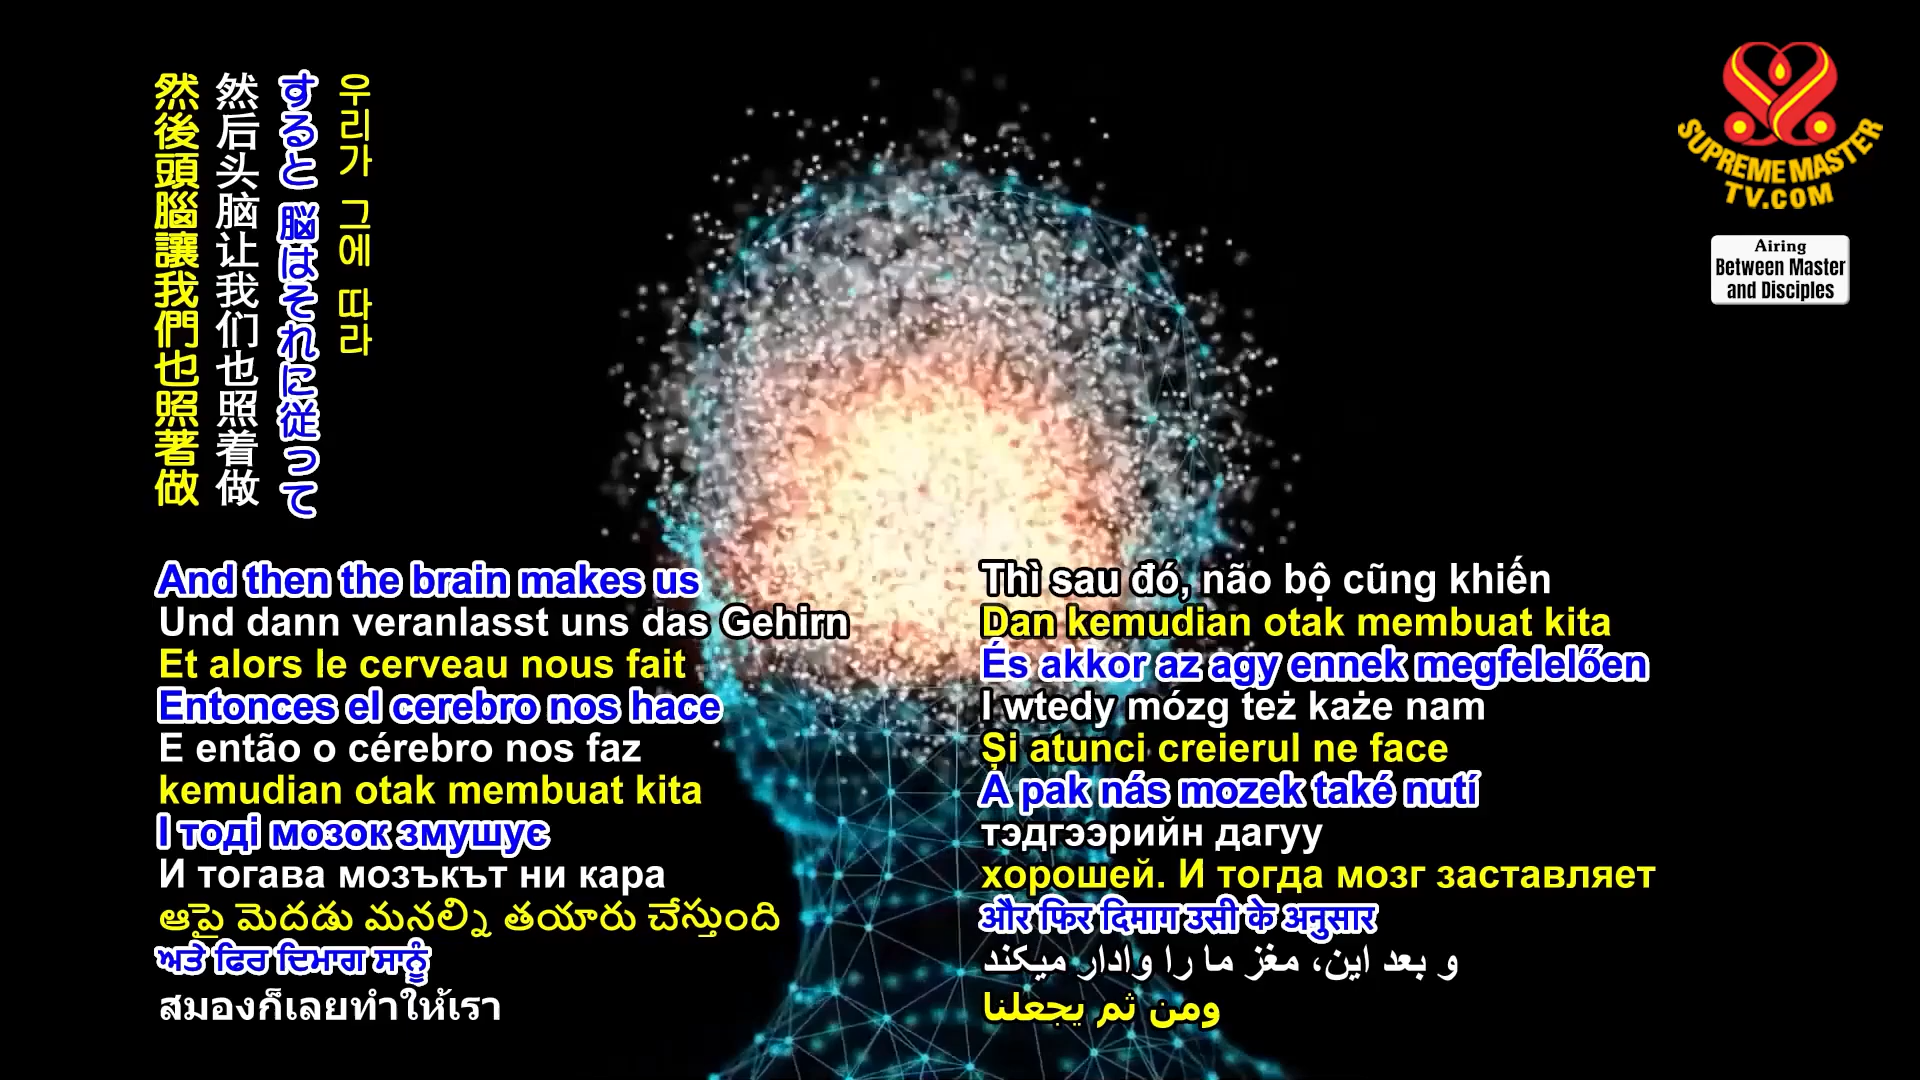 然後頭腦讓我們也照著做
然后头脑让我们也照着做
すると 脳はそれに従って
우리가 그에 따라
SUPREME MASTER
TV.COM
Airing
Between Master
and Disciples
And then the brain makes us
Und dann veranlasst uns das Gehirn
Et alors le cerveau nous fait
Entonces el cerebro nos hace
E então o cérebro nos faz
kemudian otak membuat kita
І тоді мозок змушує
И тогава мозъкът ни кара
ఆపై మెదడు మనల్ని తయారు చేస్తుంది
ਅਤੇ ਫਿਰ ਦਿਮਾਗ ਸਾਨੂੰ
สมองก็เลยทำให้เรา
Thì sau đó, não bộ cũng khiến
Dan kemudian otak membuat kita
És akkor az agy ennek megfelelően
I wtedy mózg też każe nam
Și atunci creierul ne face
A pak nás mozek také nutí
тэдгээрийн дагуу
хорошей. И тогда мозг заставляет
और फिर दिमाग उसी के अनुसार
و بعد این، مغز ما را وادار میکند
ومن ثم يجعلنا